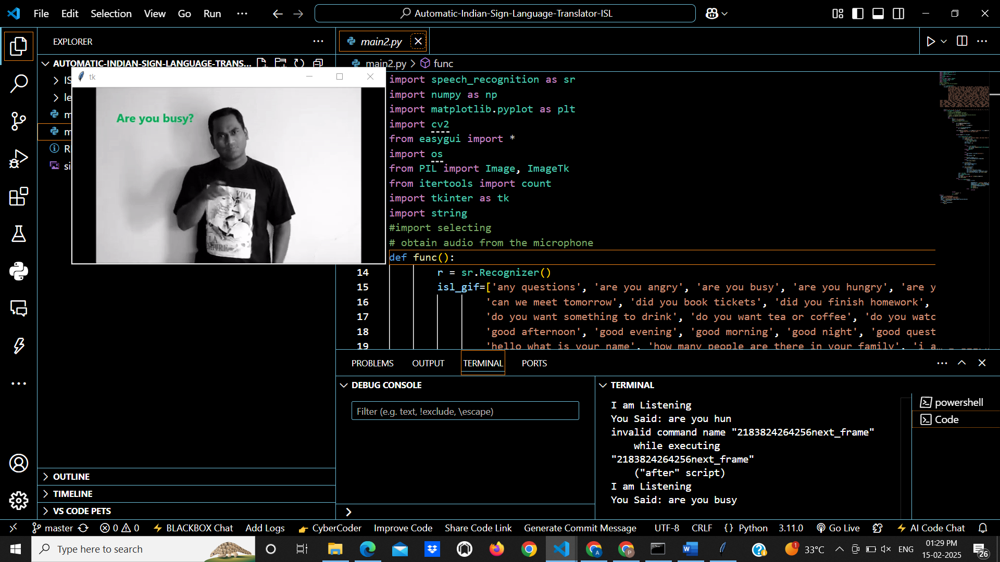 File Edit Selection View Go Run ...
Automatic-Indian-Sign-Language-Translator-ISL
EXPLORER
AUTOMATIC-INDIAN-SIGN-LANGUAGE-TRANS...
IS
le
m
m
R
si
tk
Are you busy?
VIVA
LA
OUTLINE
TIMELINE
VS CODE PETS
main2.py
main2.py > func
import speech_recognition as sr
import numpy as np
import matplotlib.pyplot as plt
import cv2
from easygui import *
import os
from PIL import Image, ImageTk
from itertools import count
import tkinter as tk
import string
#import selecting
# obtain audio from the microphone
def func():
14 r = sr.Recognizer()
15 isl_gif=['any questions', 'are you angry', 'are you busy', 'are you hungry', 'are y
16 'can we meet tomorrow', 'did you book tickets', 'did you finish homework',
17 'do you want something to drink', 'do you want tea or coffee', 'do you watc
18 'good afternoon', 'good evening', 'good morning', 'good night', 'good quest
19 'hello what is your name', 'how many people are there in your family', 'i a
PROBLEMS OUTPUT TERMINAL PORTS
DEBUG CONSOLE
Filter (e.g. text, !exclude, \escape)
TERMINAL
I am Listening
You Said: are you hun
invalid command name "2183824264256next_frame"
while executing
"2183824264256next_frame"
("after" script)
I am Listening
You Said: are you busy
powershell
Code
master 0 0 BLACKBOX Chat Add Logs CyberCoder Improve Code Share Code Link Generate Commit Message UTF-8 CRLF {} Python 3.11.0 Go Live AI Code Chat
Type here to search
1 33°C ENG 01:29 PM
15-02-2025
26